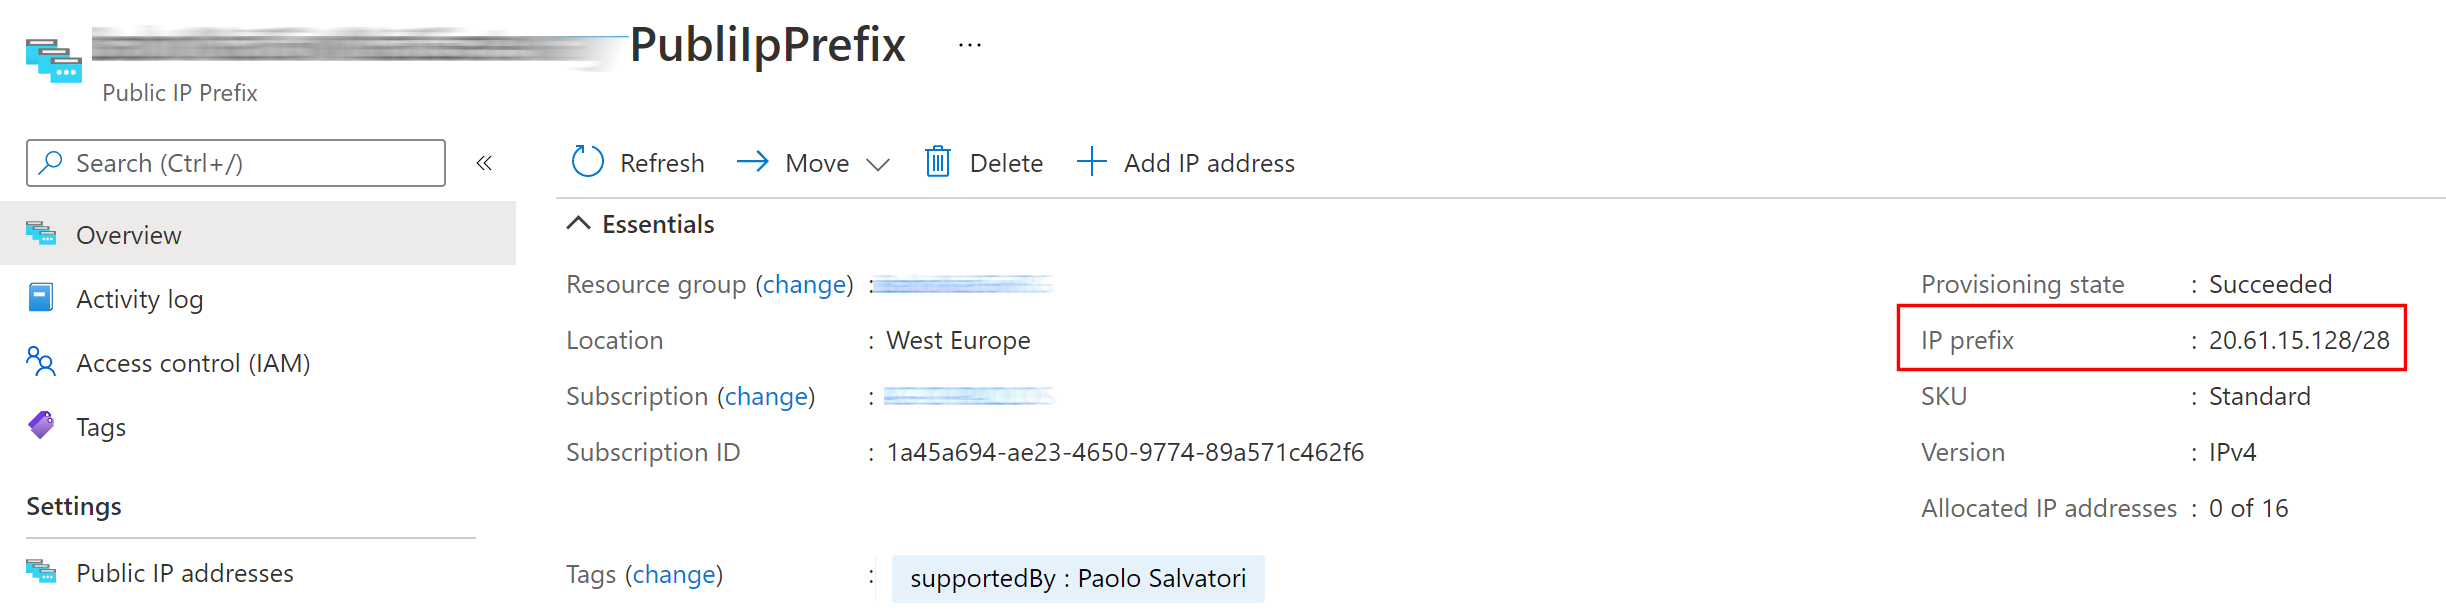 PubliIpPrefix ...
Public IP Prefix
Search (Ctrl+/) «
Refresh Move Delete Add IP address
Overview
Activity log
Access control (IAM)
Tags
Settings
Public IP addresses
Essentials
Resource group (change) :
Location : West Europe
Subscription (change) :
Subscription ID : 1a45a694-ae23-4650-9774-89a571c462f6
Provisioning state : Succeeded
IP prefix : 20.61.15.128/28
SKU : Standard
Version : IPv4
Allocated IP addresses : 0 of 16
Tags (change) : supportedBy : Paolo Salvatori